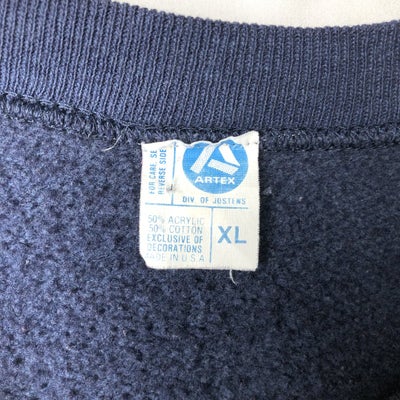 FOR CARE, SEE
REVERSE SIDE
ARTEX
DIV. OF JOSTENS
50% ACRYLIC
50% COTTON
EXCLUSIVE OF
DECORATIONS
MADE IN U.S.A.
XL